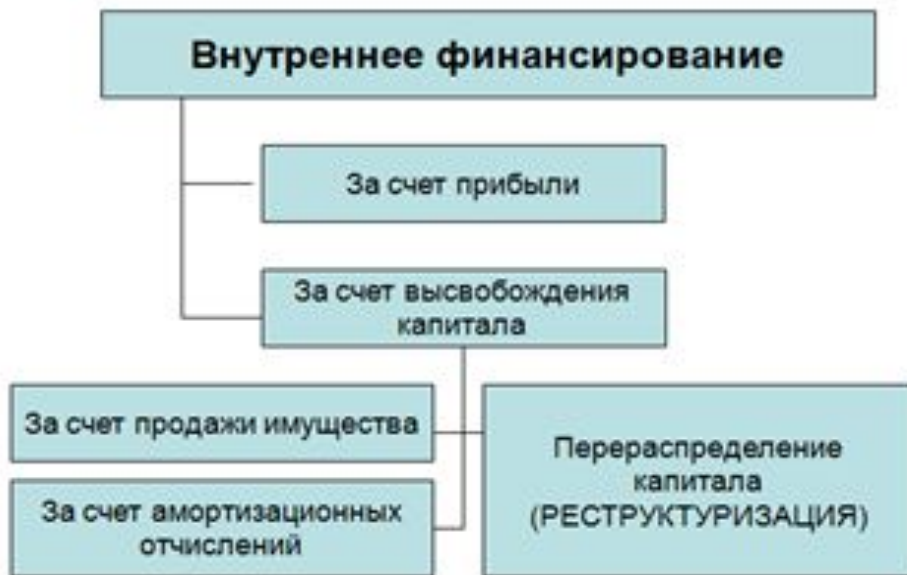 Внутреннее финансирование
За счет прибыли
За счет высвобождения
капитала
За счет продажи имущества
Перераспределение
капитала
(РЕСТРУКТУРИЗАЦИЯ)
За счет амортизационных
отчислений